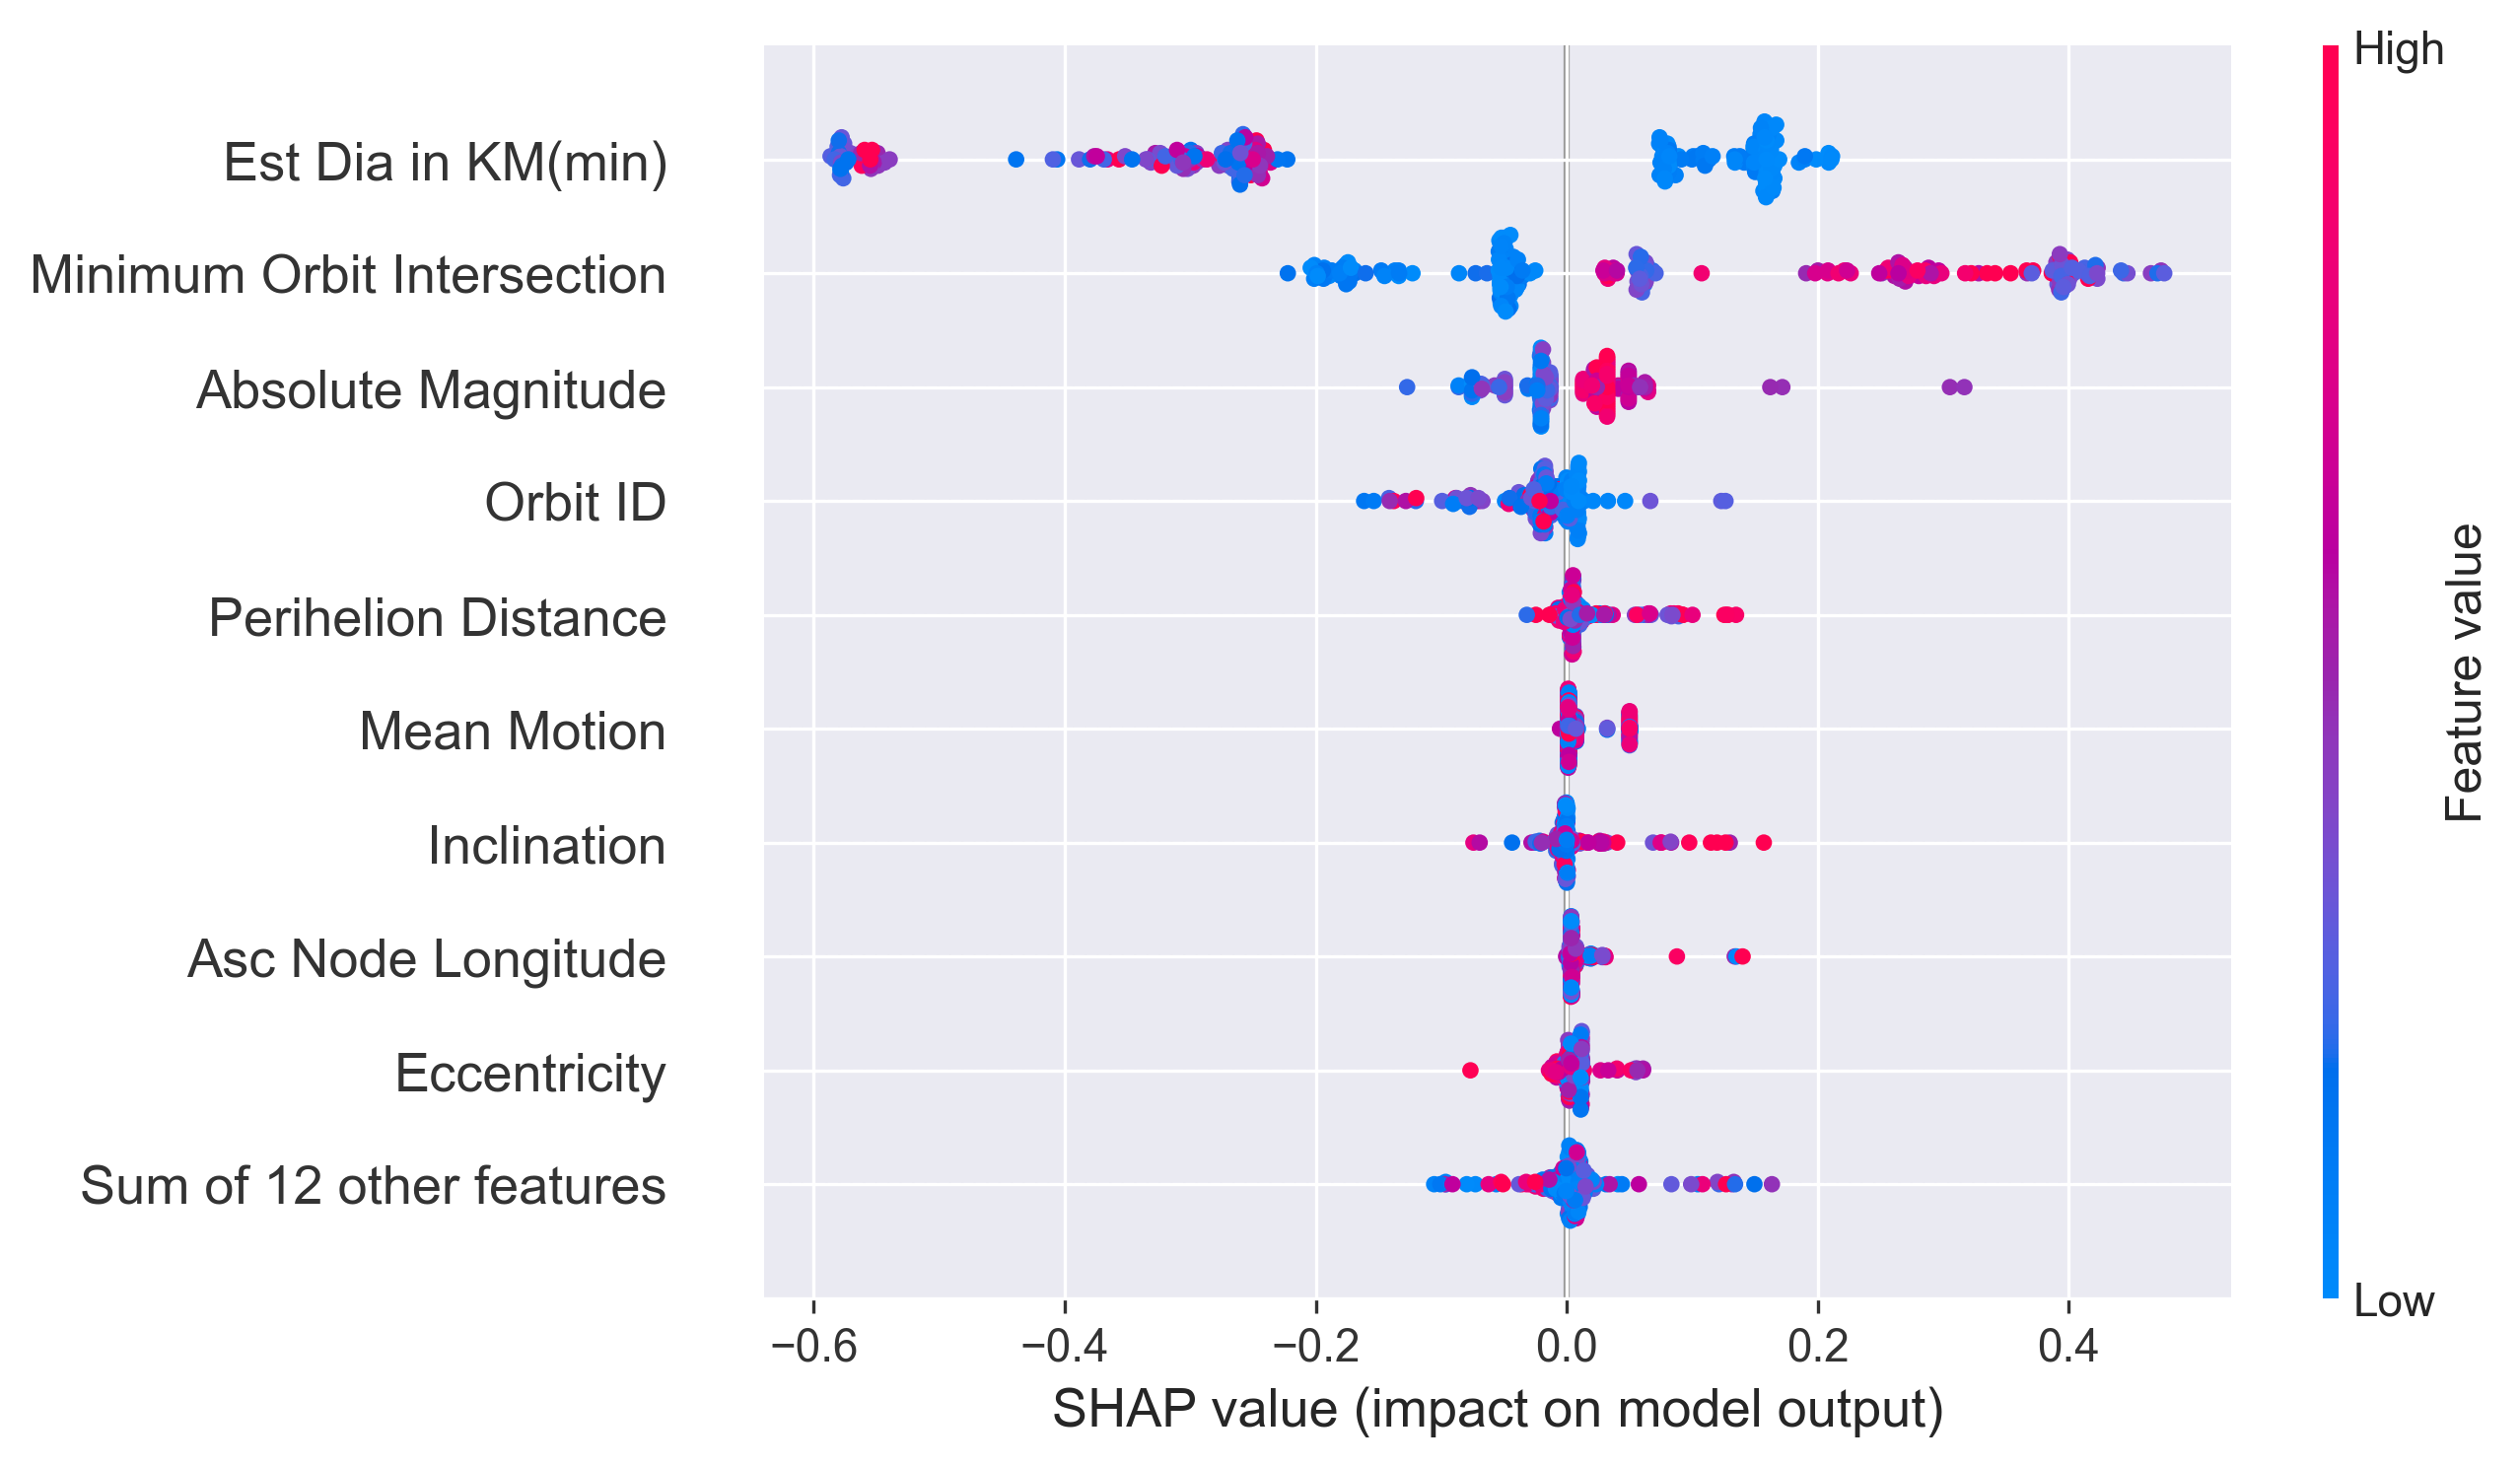 High
Est Dia in KM(min)
Minimum Orbit Intersection
Absolute Magnitude
Orbit ID
Perihelion Distance
Mean Motion
Inclination
Asc Node Longitude
Eccentricity
Sum of 12 other features
Feature value
Low
−0.6 −0.4 −0.2 0.0 0.2 0.4
SHAP value (impact on model output)